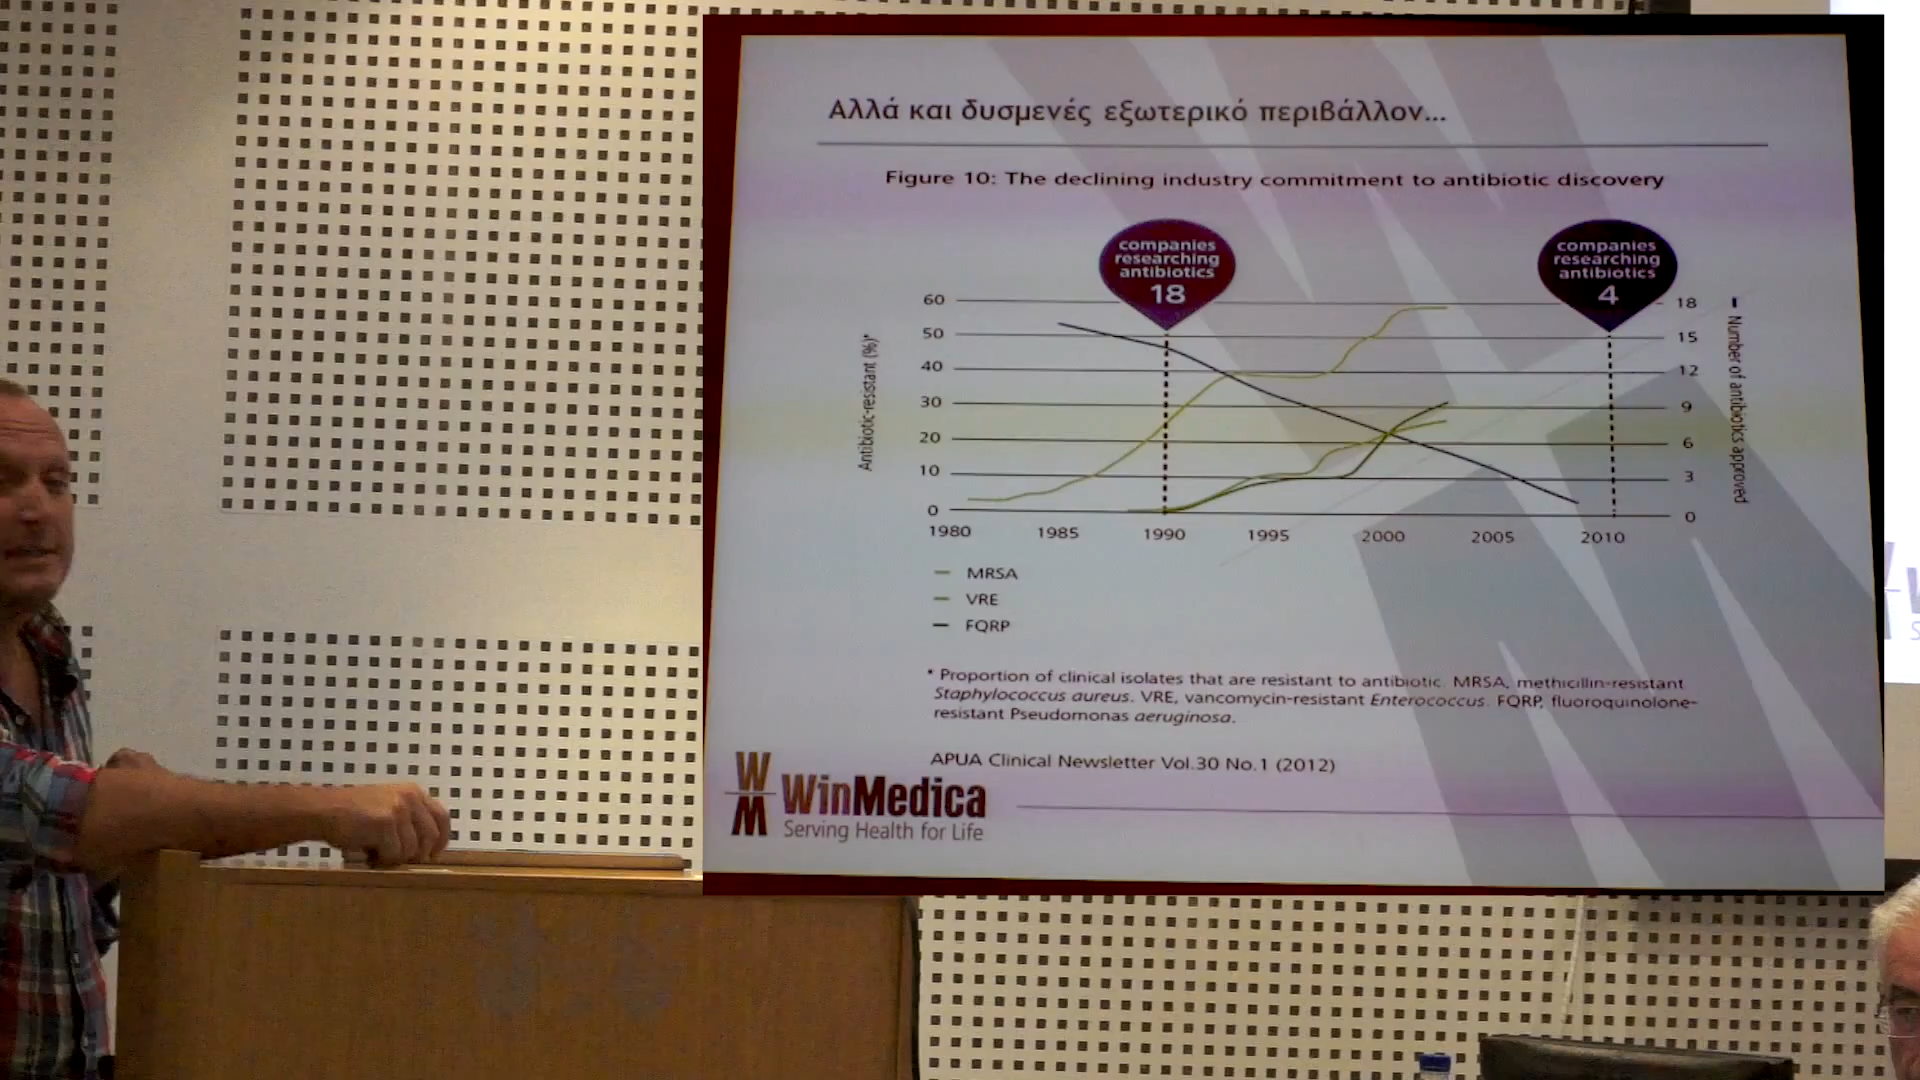 Αλλά και δυσμενές εξωτερικό περιβάλλον...
Figure 10: The declining industry commitment to antibiotic discovery
companies
researching
antibiotics
18
companies
researching
antibiotics
4
60
50
40
30
20
10
0
Antibiotic-resistant (%)*
18
15
12
9
6
3
0
Number of antibiotics approved
1980 1985 1990 1995 2000 2005 2010
MRSA
VRE
FQRP
* Proportion of clinical isolates that are resistant to antibiotic. MRSA, methicillin-resistant
Staphylococcus aureus. VRE, vancomycin-resistant Enterococcus. FQRP, fluoroquinolone-
resistant Pseudomonas aeruginosa.
APUA Clinical Newsletter Vol.30 No.1 (2012)
WM WinMedica
Serving Health for Life